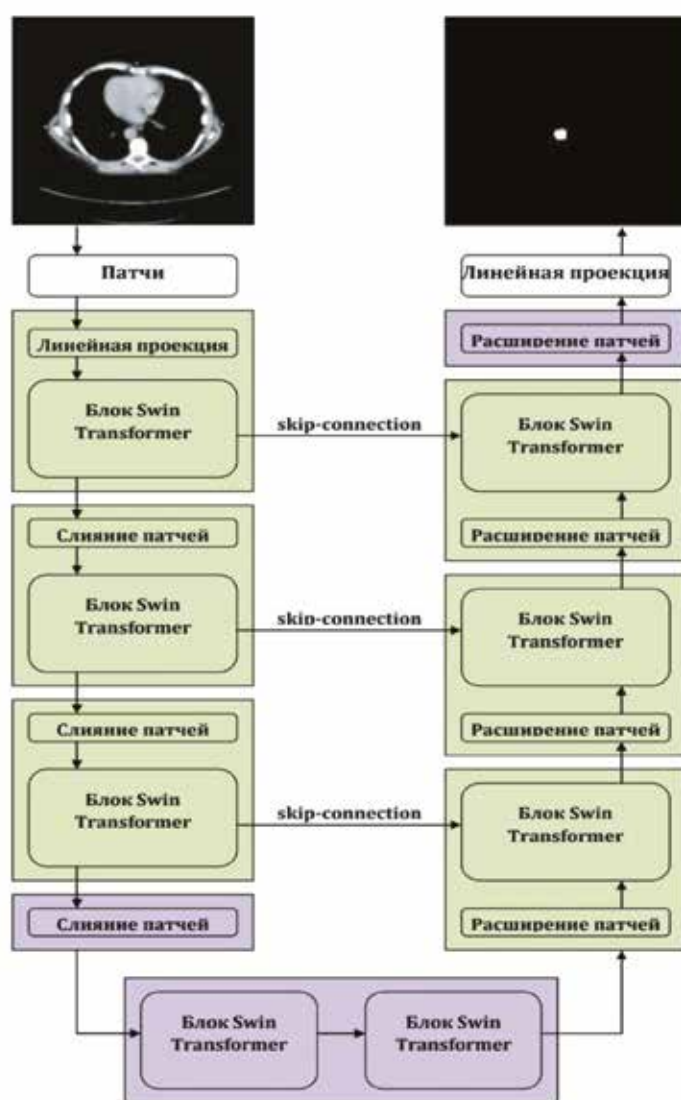 Патчи
Линейная проекция
Блок Swin
Transformer
Слияние патчей
Блок Swin
Transformer
Слияние патчей
Блок Swin
Transformer
Слияние патчей
Блок Swin
Transformer
Блок Swin
Transformer
skip-connection
skip-connection
skip-connection
Линейная проекция
Расширение патчей
Блок Swin
Transformer
Расширение патчей
Блок Swin
Transformer
Расширение патчей
Блок Swin
Transformer
Расширение патчей